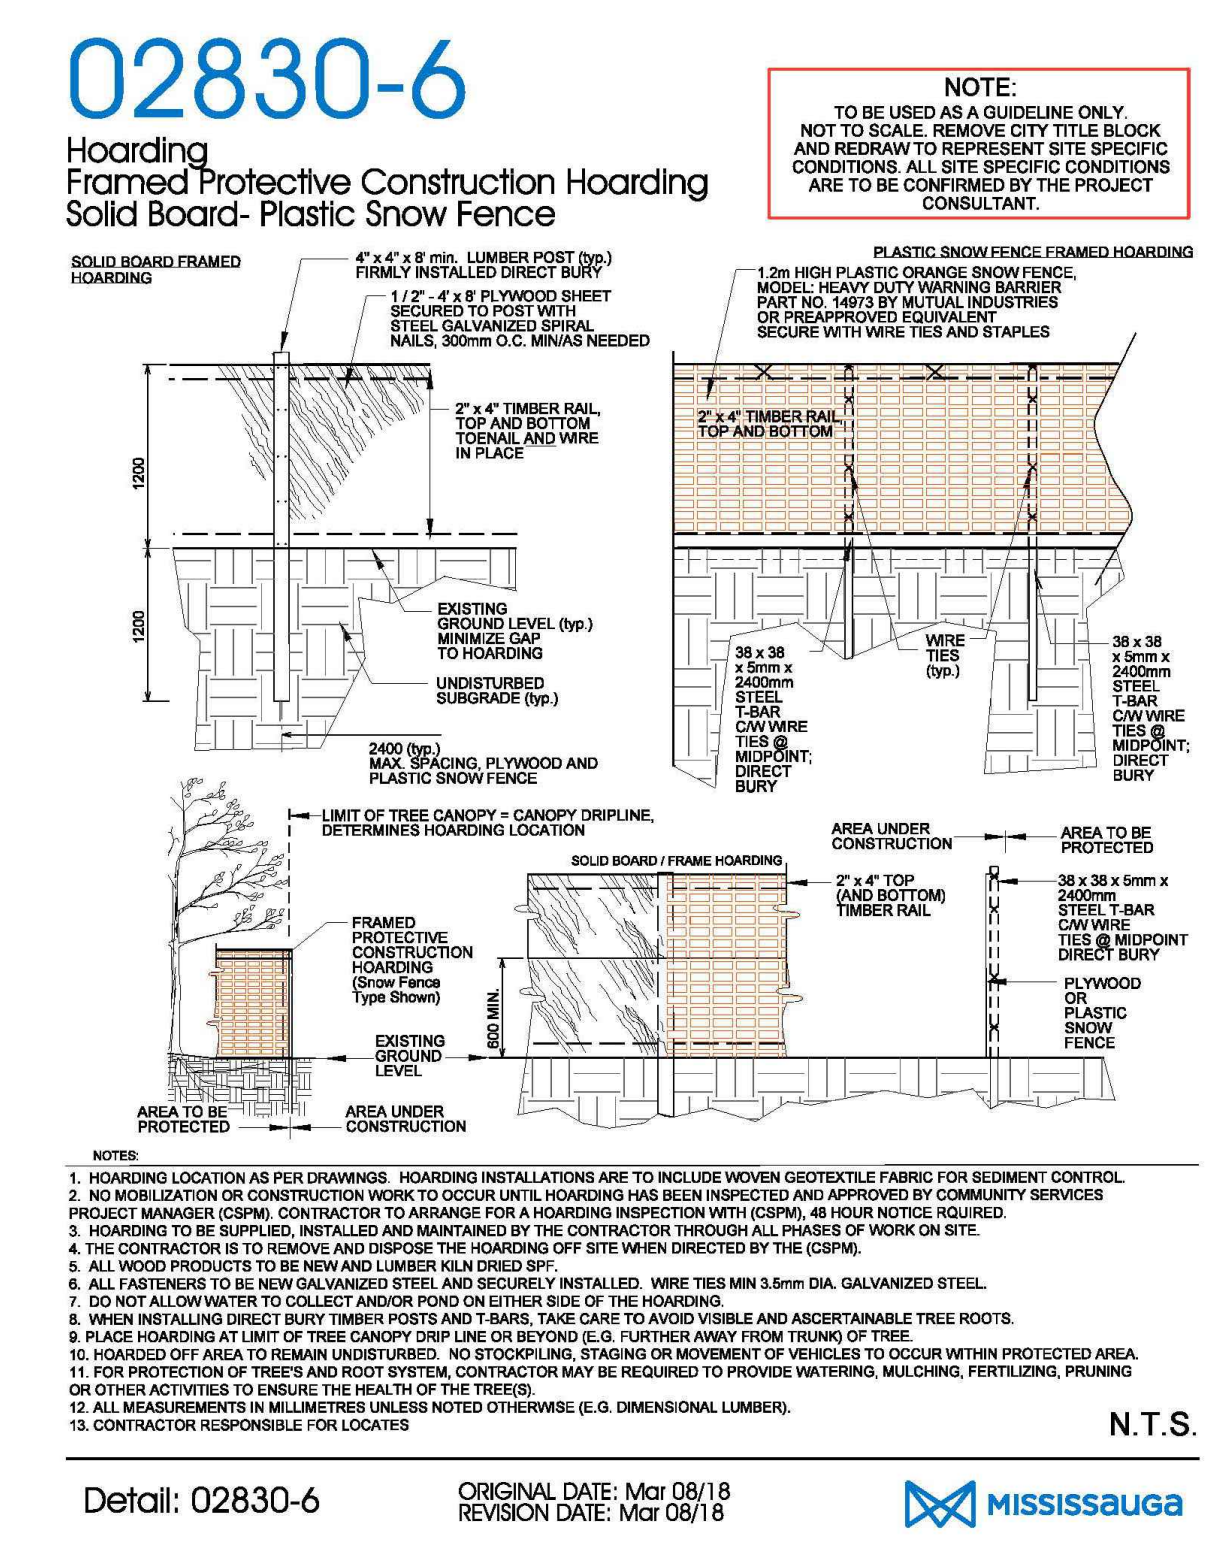 02830-6
Hoarding
Framed Protective Construction Hoarding
Solid Board- Plastic Snow Fence
NOTE:
TO BE USED AS A GUIDELINE ONLY.
NOT TO SCALE. REMOVE CITY TITLE BLOCK
AND REDRAW TO REPRESENT SITE SPECIFIC
CONDITIONS. ALL SITE SPECIFIC CONDITIONS
ARE TO BE CONFIRMED BY THE PROJECT
CONSULTANT.
SOLID BOARD FRAMED
HOARDING
4" x 4" x 8' min. LUMBER POST (typ.)
FIRMLY INSTALLED DIRECT BURY
1 / 2" - 4' x 8' PLYWOOD SHEET
SECURED TO POST WITH
STEEL GALVANIZED SPIRAL
NAILS, 300mm O.C. MIN/AS NEEDED
2" x 4" TIMBER RAIL,
TOP AND BOTTOM
TOENAIL AND WIRE
IN PLACE
1200
1200
EXISTING
GROUND LEVEL (typ.)
MINIMIZE GAP
TO HOARDING
UNDISTURBED
SUBGRADE (typ.)
2400 (typ.)
MAX. SPACING, PLYWOOD AND
PLASTIC SNOW FENCE
PLASTIC SNOW FENCE FRAMED HOARDING
1.2m HIGH PLASTIC ORANGE SNOW FENCE,
MODEL: HEAVY DUTY WARNING BARRIER
PART NO. 14973 BY MUTUAL INDUSTRIES
OR PREAPPROVED EQUIVALENT
SECURE WITH WIRE TIES AND STAPLES
2" x 4" TIMBER RAIL,
TOP AND BOTTOM
38 x 38
x 5mm x
2400mm
STEEL
T-BAR
C/W WIRE
TIES @
MIDPOINT;
DIRECT
BURY
WIRE
TIES
(typ.)
38 x 38
x 5mm x
2400mm
STEEL
T-BAR
C/W WIRE
TIES @
MIDPOINT;
DIRECT
BURY
LIMIT OF TREE CANOPY = CANOPY DRIPLINE,
DETERMINES HOARDING LOCATION
FRAMED
PROTECTIVE
CONSTRUCTION
HOARDING
(Snow Fence
Type Shown)
EXISTING
GROUND
LEVEL
AREA TO BE
PROTECTED
AREA UNDER
CONSTRUCTION
SOLID BOARD / FRAME HOARDING
600 MIN.
2" x 4" TOP
(AND BOTTOM)
TIMBER RAIL
AREA UNDER
CONSTRUCTION
AREA TO BE
PROTECTED
38 x 38 x 5mm x
2400mm
STEEL T-BAR
C/W WIRE
TIES @ MIDPOINT
DIRECT BURY
PLYWOOD
OR
PLASTIC
SNOW
FENCE
NOTES:
1. HOARDING LOCATION AS PER DRAWINGS. HOARDING INSTALLATIONS ARE TO INCLUDE WOVEN GEOTEXTILE FABRIC FOR SEDIMENT CONTROL.
2. NO MOBILIZATION OR CONSTRUCTION WORK TO OCCUR UNTIL HOARDING HAS BEEN INSPECTED AND APPROVED BY COMMUNITY SERVICES
PROJECT MANAGER (CSPM). CONTRACTOR TO ARRANGE FOR A HOARDING INSPECTION WITH (CSPM), 48 HOUR NOTICE RQUIRED.
3. HOARDING TO BE SUPPLIED, INSTALLED AND MAINTAINED BY THE CONTRACTOR THROUGH ALL PHASES OF WORK ON SITE.
4. THE CONTRACTOR IS TO REMOVE AND DISPOSE THE HOARDING OFF SITE WHEN DIRECTED BY THE (CSPM).
5. ALL WOOD PRODUCTS TO BE NEW AND LUMBER KILN DRIED SPF.
6. ALL FASTENERS TO BE NEW GALVANIZED STEEL AND SECURELY INSTALLED. WIRE TIES MIN 3.5mm DIA. GALVANIZED STEEL.
7. DO NOT ALLOW WATER TO COLLECT AND/OR POND ON EITHER SIDE OF THE HOARDING.
8. WHEN INSTALLING DIRECT BURY TIMBER POSTS AND T-BARS, TAKE CARE TO AVOID VISIBLE AND ASCERTAINABLE TREE ROOTS.
9. PLACE HOARDING AT LIMIT OF TREE CANOPY DRIP LINE OR BEYOND (E.G. FURTHER AWAY FROM TRUNK) OF TREE.
10. HOARDED OFF AREA TO REMAIN UNDISTURBED. NO STOCKPILING, STAGING OR MOVEMENT OF VEHICLES TO OCCUR WITHIN PROTECTED AREA.
11. FOR PROTECTION OF TREE'S AND ROOT SYSTEM, CONTRACTOR MAY BE REQUIRED TO PROVIDE WATERING, MULCHING, FERTILIZING, PRUNING
OR OTHER ACTIVITIES TO ENSURE THE HEALTH OF THE TREE(S).
12. ALL MEASUREMENTS IN MILLIMETRES UNLESS NOTED OTHERWISE (E.G. DIMENSIONAL LUMBER).
13. CONTRACTOR RESPONSIBLE FOR LOCATES
N.T.S.
Detail: 02830-6
ORIGINAL DATE: Mar 08/18
REVISION DATE: Mar 08/18
MISSISSauGa